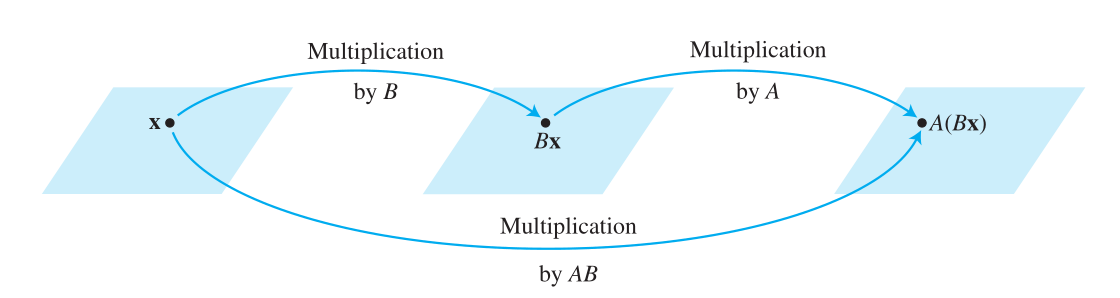 Multiplication
by B
Multiplication
by A
x
Bx
A(Bx)
Multiplication
by AB